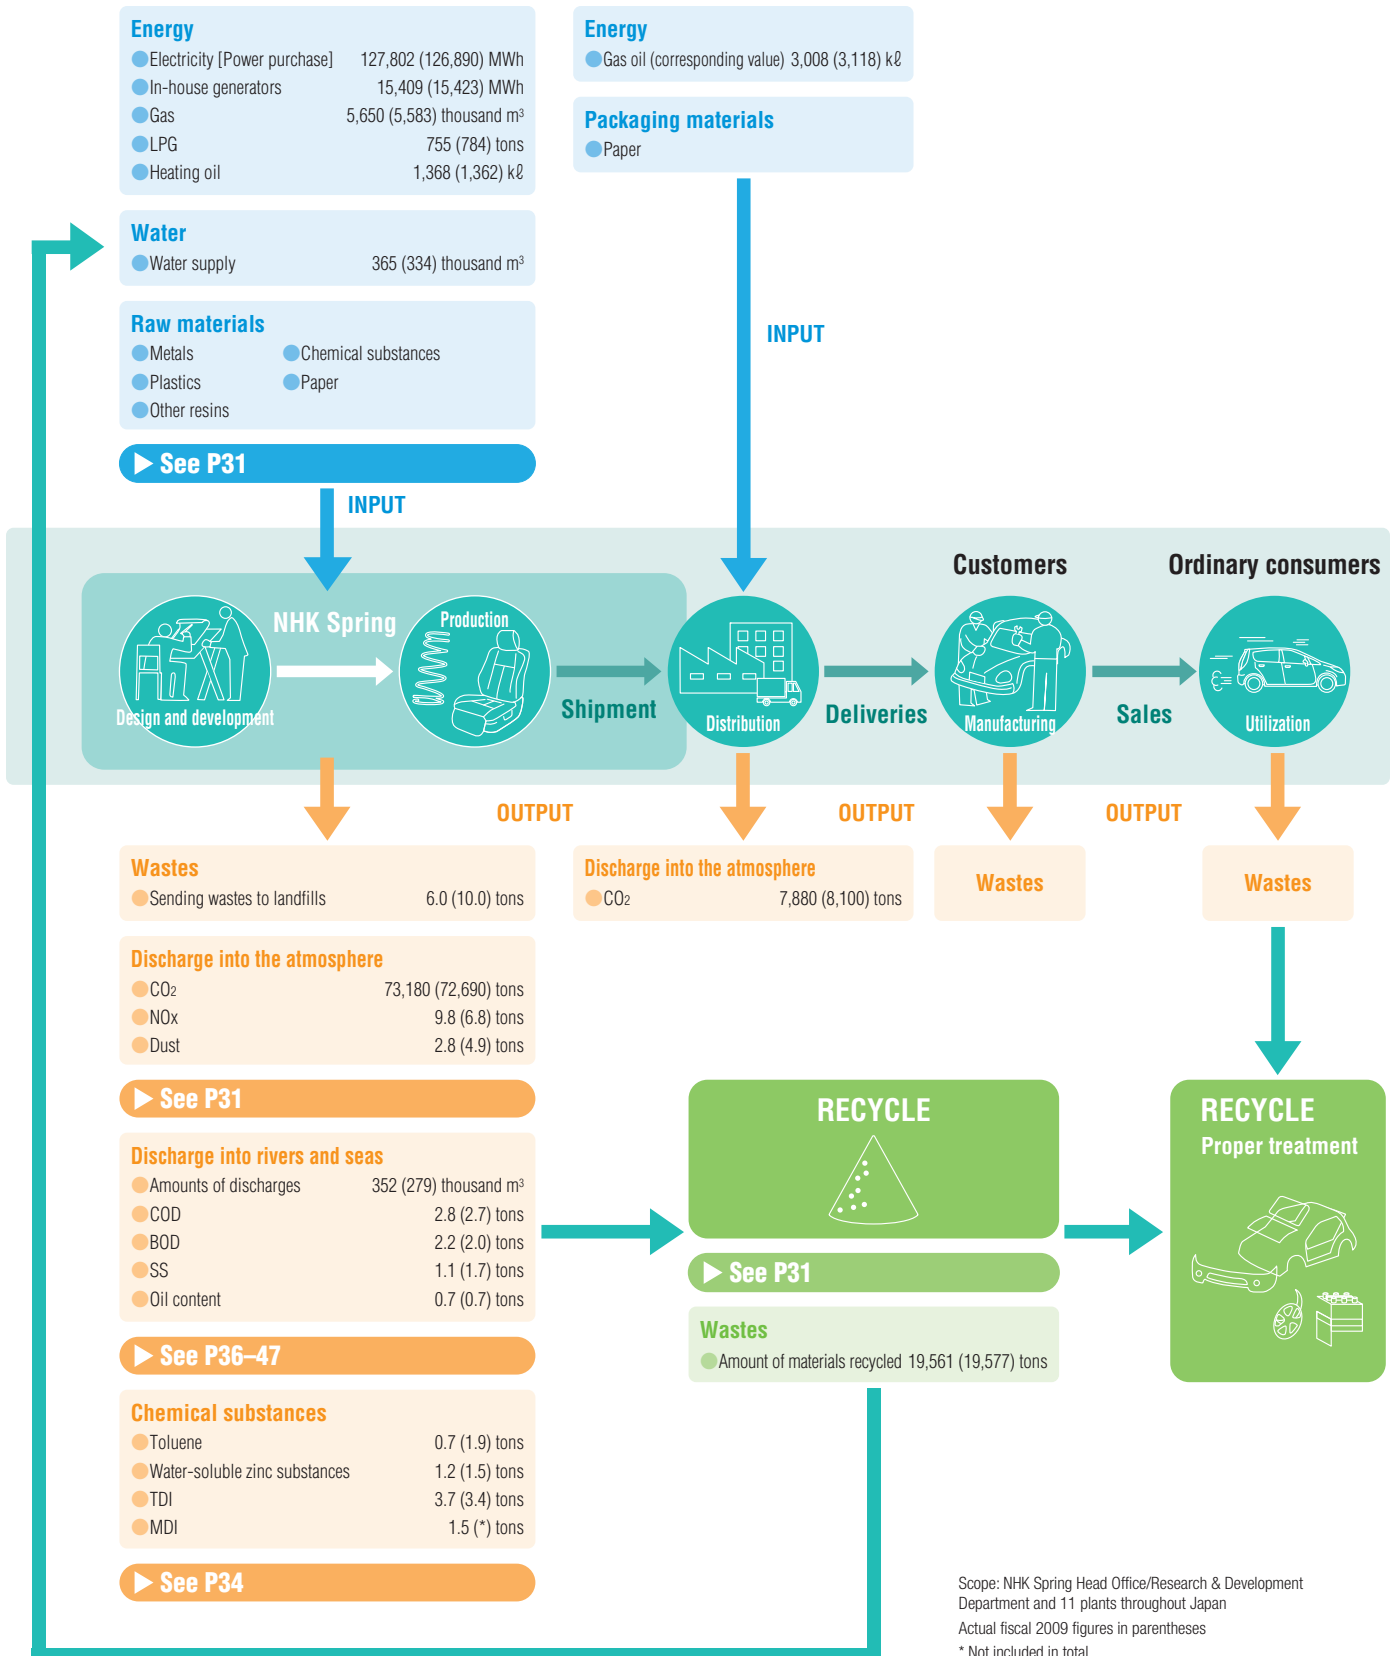 Energy
Electricity [Power purchase] 127,802 (126,890) MWh
In-house generators 15,409 (15,423) MWh
Gas 5,650 (5,583) thousand m³
LPG 755 (784) tons
Heating oil 1,368 (1,362) kℓ
Water
Water supply 365 (334) thousand m³
Raw materials
Metals Chemical substances
Plastics Paper
Other resins
▶ See P31
INPUT
Energy
Gas oil (corresponding value) 3,008 (3,118) kℓ
Packaging materials
Paper
INPUT
Customers
Ordinary consumers
NHK Spring
Design and development
Production
Shipment
Distribution
Deliveries
Manufacturing
Sales
Utilization
OUTPUT
OUTPUT
OUTPUT
Wastes
Sending wastes to landfills 6.0 (10.0) tons
Discharge into the atmosphere
CO2 73,180 (72,690) tons
NOx 9.8 (6.8) tons
Dust 2.8 (4.9) tons
▶ See P31
Discharge into rivers and seas
Amounts of discharges 352 (279) thousand m³
COD 2.8 (2.7) tons
BOD 2.2 (2.0) tons
SS 1.1 (1.7) tons
Oil content 0.7 (0.7) tons
▶ See P36–47
Chemical substances
Toluene 0.7 (1.9) tons
Water-soluble zinc substances 1.2 (1.5) tons
TDI 3.7 (3.4) tons
MDI 1.5 (*) tons
▶ See P34
Discharge into the atmosphere
CO2 7,880 (8,100) tons
Wastes
Wastes
RECYCLE
▶ See P31
Wastes
Amount of materials recycled 19,561 (19,577) tons
RECYCLE
Proper treatment
Scope: NHK Spring Head Office/Research & Development
Department and 11 plants throughout Japan
Actual fiscal 2009 figures in parentheses
* Not included in total